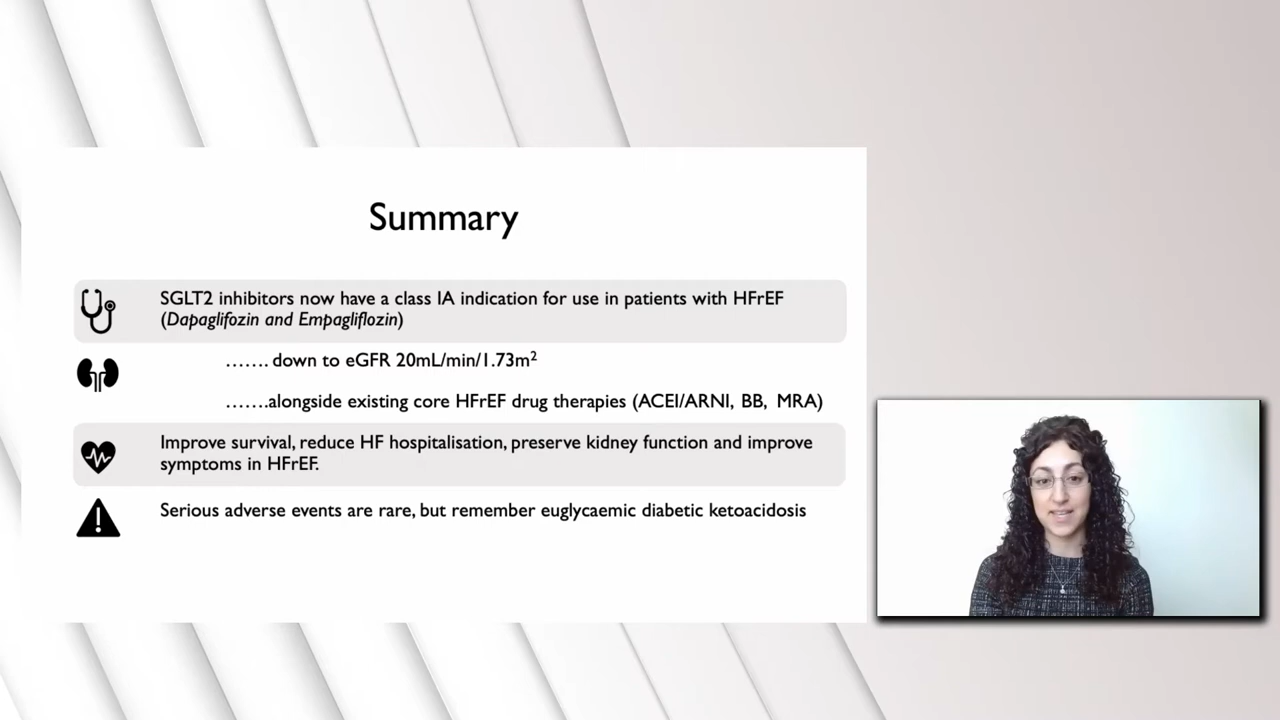 Summary
SGLT2 inhibitors now have a class IA indication for use in patients with HFrEF
(Dapaglifozin and Empagliflozin)
……. down to eGFR 20mL/min/1.73m²
…….alongside existing core HFrEF drug therapies (ACEI/ARNI, BB, MRA)
Improve survival, reduce HF hospitalisation, preserve kidney function and improve
symptoms in HFrEF.
Serious adverse events are rare, but remember euglycaemic diabetic ketoacidosis